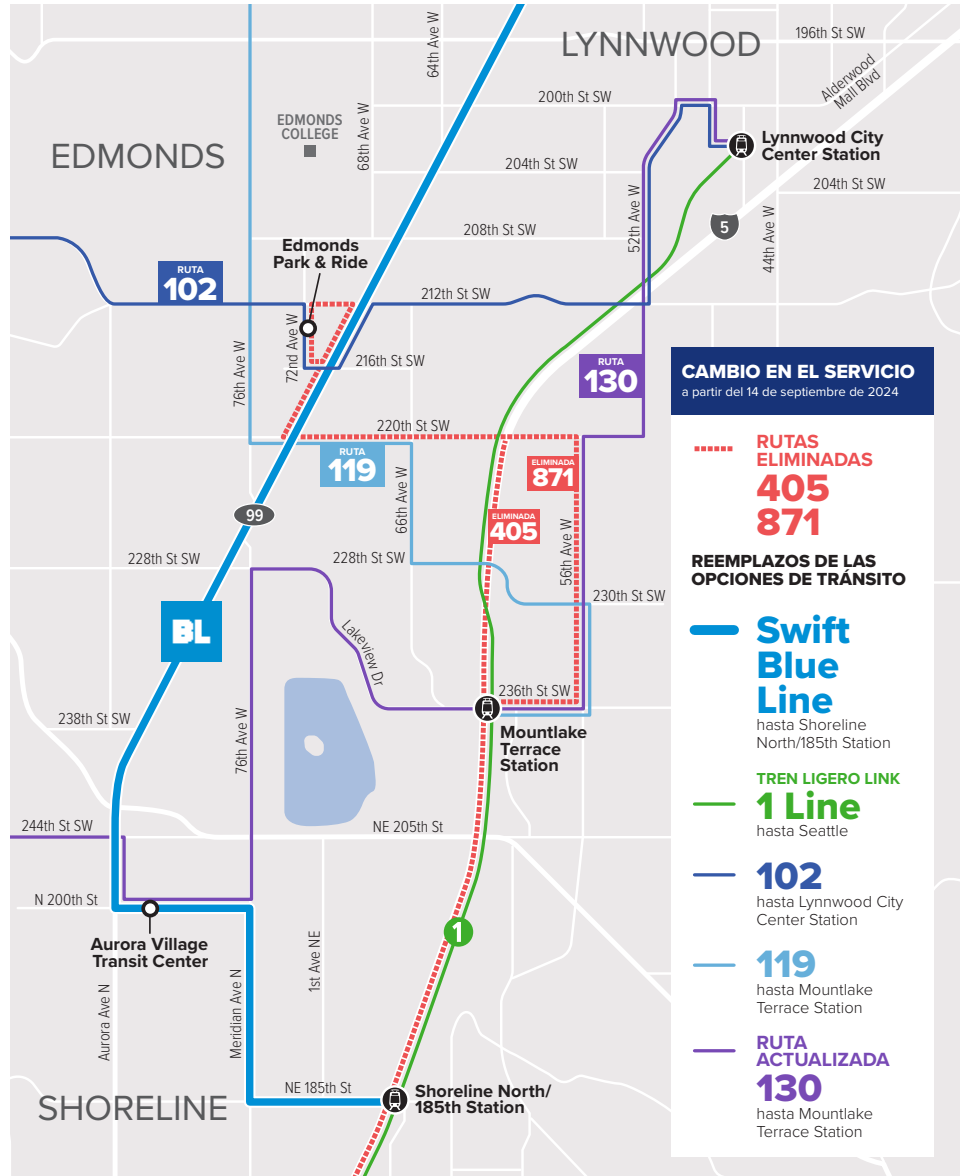 LYNNWOOD
196th St SW
64th Ave W
Alderwood
Mall Blvd
200th St SW
EDMONDS
COLLEGE
68th Ave W
EDMONDS
Lynnwood City
Center Station
204th St SW
204th St SW
52th Ave W
5
44th Ave W
208th St SW
Edmonds
Park & Ride
RUTA
102
212th St SW
76th Ave W
72nd Ave W
216th St SW
RUTA
130
220th St SW
RUTA
119
66th Ave W
ELIMINADA
871
ELIMINADA
405
99
56th Ave W
228th St SW
228th St SW
230th St SW
BL
Lakeview Dr
236th St SW
238th St SW
76th Ave W
Mountlake
Terrace
Station
244th St SW
NE 205th St
N 200th St
Aurora Village
Transit Center
1
1st Ave NE
Aurora Ave N
Meridian Ave N
NE 185th St
Shoreline North/
185th Station
SHORELINE
CAMBIO EN EL SERVICIO
a partir del 14 de septiembre de 2024
RUTAS
ELIMINADAS
405
871
REEMPLAZOS DE LAS
OPCIONES DE TRÁNSITO
Swift
Blue
Line
hasta Shoreline
North/185th Station
TREN LIGERO LINK
1 Line
hasta Seattle
102
hasta Lynnwood City
Center Station
119
hasta Mountlake
Terrace Station
RUTA
ACTUALIZADA
130
hasta Mountlake
Terrace Station